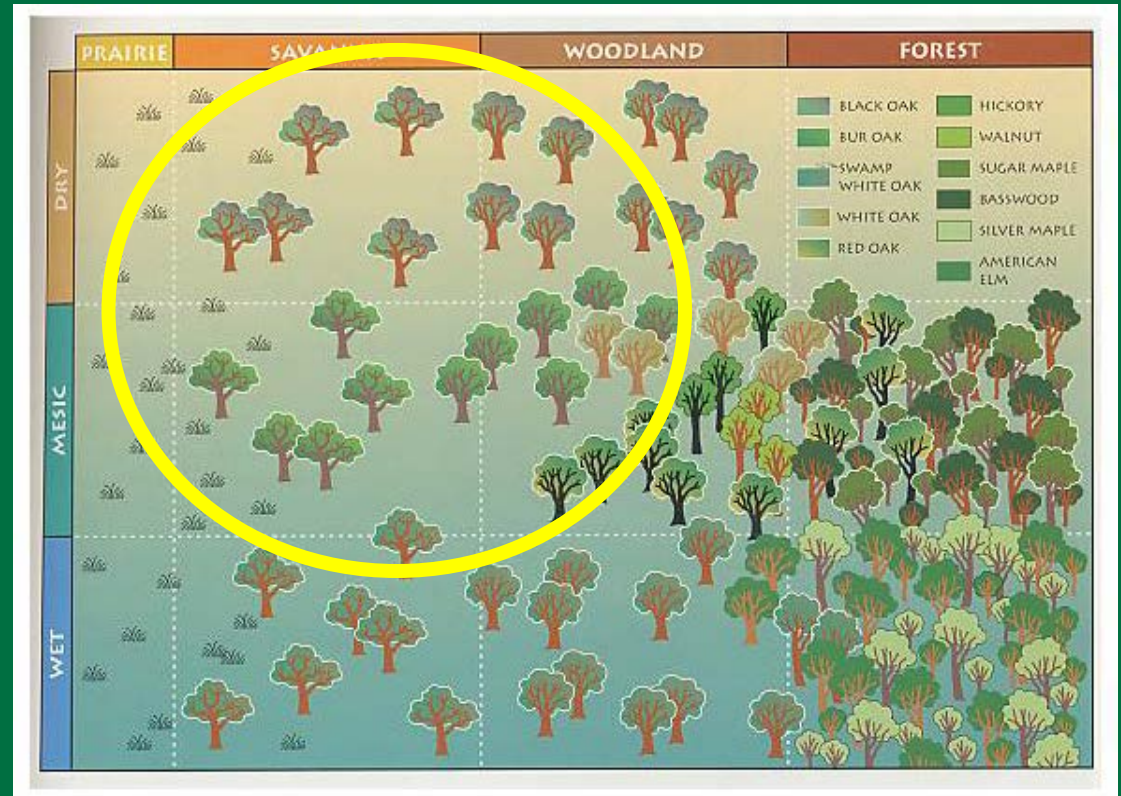 PRAIRIE
WOODLAND
FOREST
DRY
MESIC
WET
BLACK OAK
BUR OAK
SWAMP
WHITE OAK
WHITE OAK
RED OAK
HICKORY
WALNUT
SUGAR MAPLE
BASSWOOD
SILVER MAPLE
AMERICAN
ELM